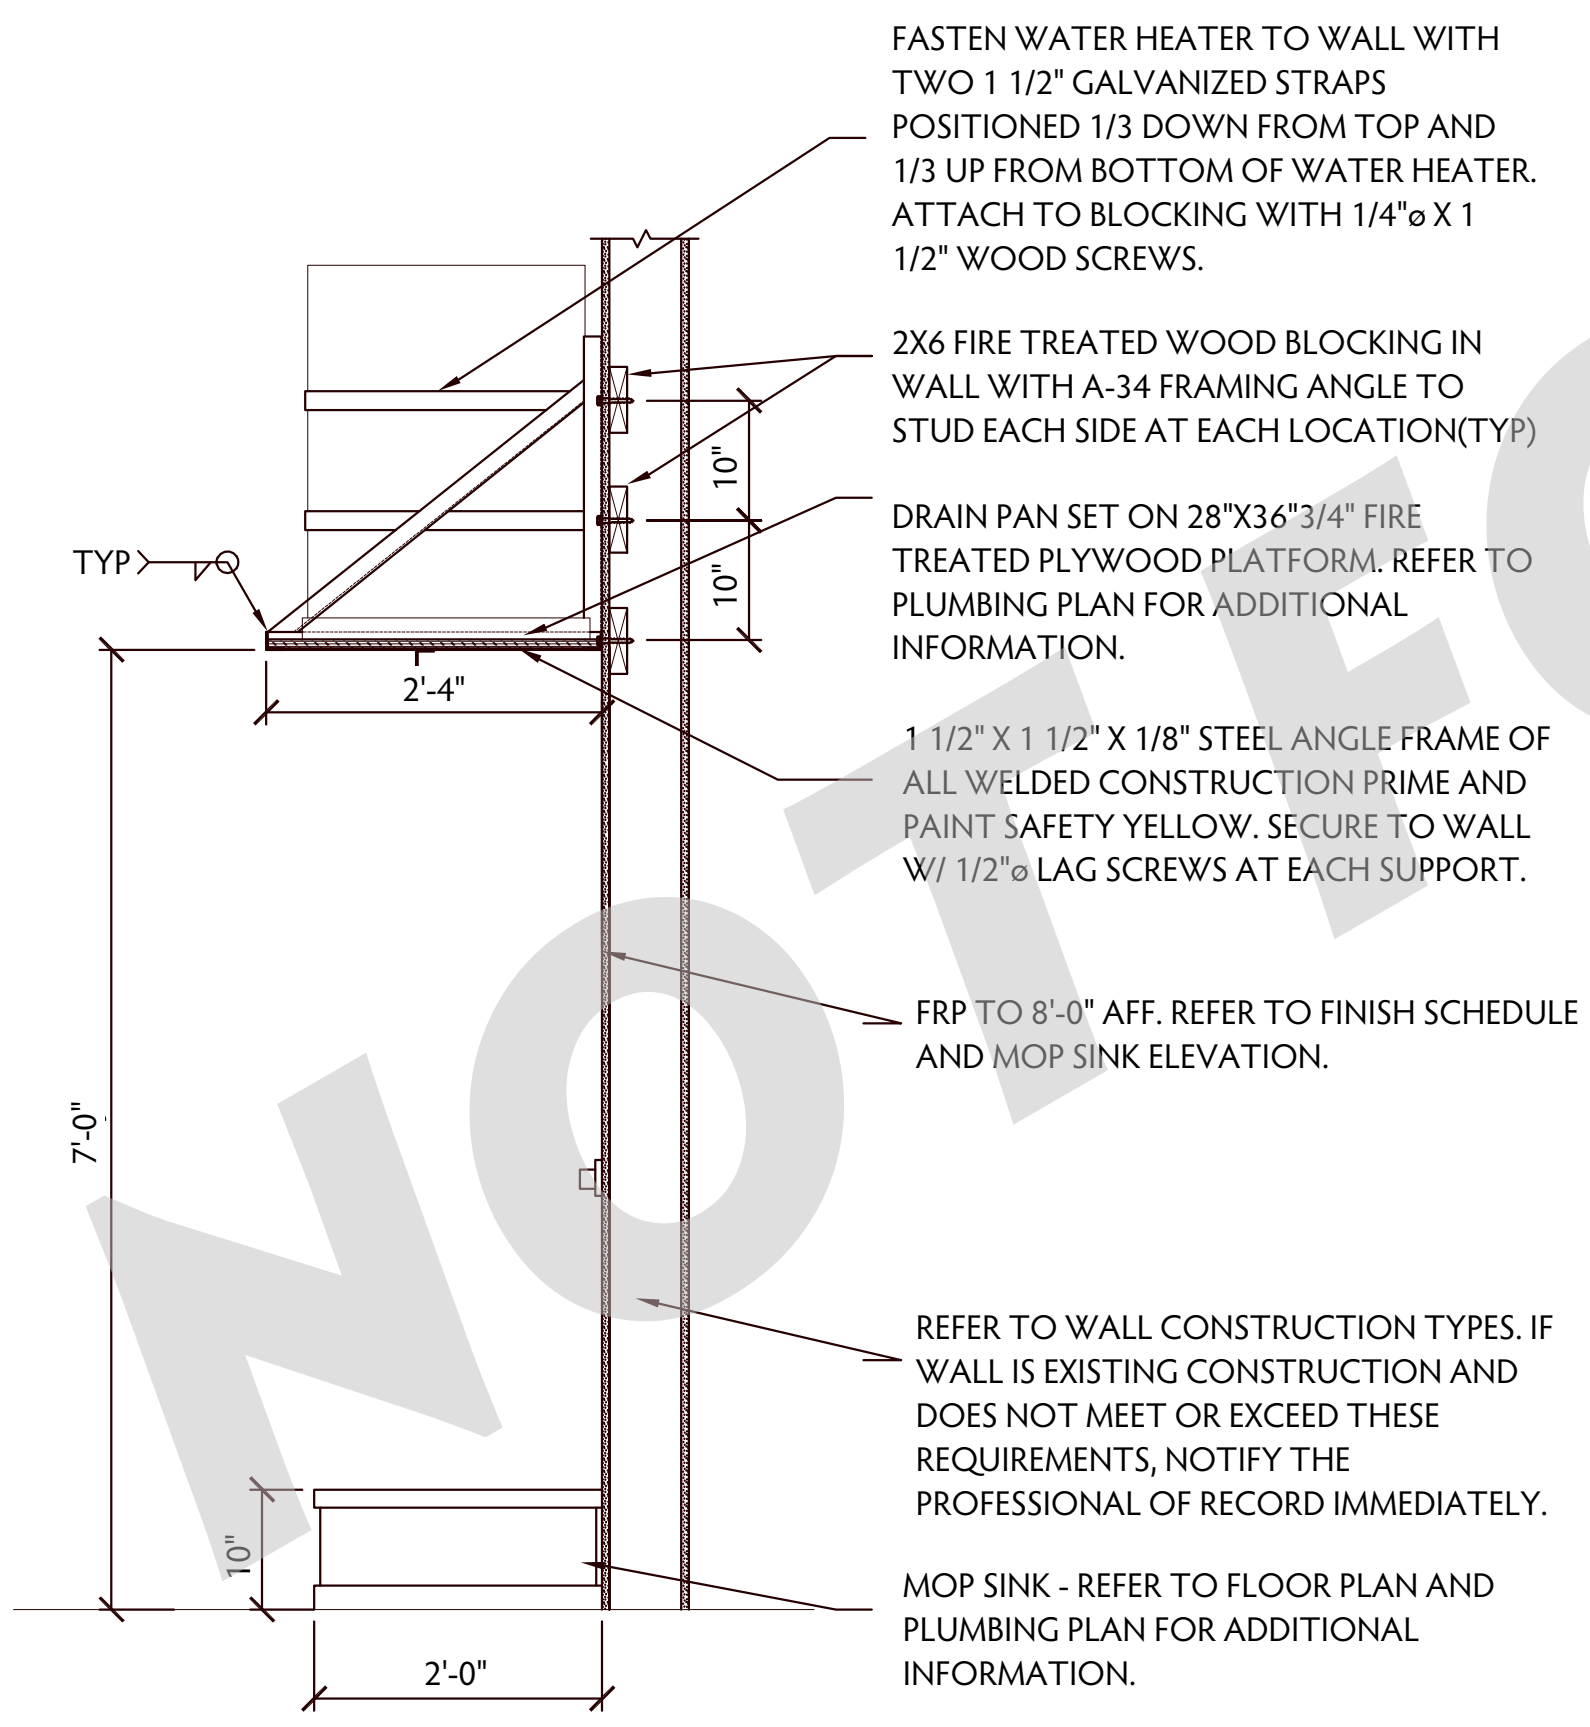 FASTEN WATER HEATER TO WALL WITH
TWO 1 1/2" GALVANIZED STRAPS
POSITIONED 1/3 DOWN FROM TOP AND
1/3 UP FROM BOTTOM OF WATER HEATER.
ATTACH TO BLOCKING WITH 1/4"ø X 1
1/2" WOOD SCREWS.
2X6 FIRE TREATED WOOD BLOCKING IN
WALL WITH A-34 FRAMING ANGLE TO
STUD EACH SIDE AT EACH LOCATION(TYP)
10"
DRAIN PAN SET ON 28"X36"3/4" FIRE
TREATED PLYWOOD PLATFORM. REFER TO
PLUMBING PLAN FOR ADDITIONAL
INFORMATION.
TYP
10"
2'-4"
1 1/2" X 1 1/2" X 1/8" STEEL ANGLE FRAME OF
ALL WELDED CONSTRUCTION PRIME AND
PAINT SAFETY YELLOW. SECURE TO WALL
W/ 1/2"ø LAG SCREWS AT EACH SUPPORT.
FRP TO 8'-0" AFF. REFER TO FINISH SCHEDULE
AND MOP SINK ELEVATION.
7'-0"
REFER TO WALL CONSTRUCTION TYPES. IF
WALL IS EXISTING CONSTRUCTION AND
DOES NOT MEET OR EXCEED THESE
REQUIREMENTS, NOTIFY THE
PROFESSIONAL OF RECORD IMMEDIATELY.
10"
MOP SINK - REFER TO FLOOR PLAN AND
PLUMBING PLAN FOR ADDITIONAL
INFORMATION.
2'-0"
NOT FO